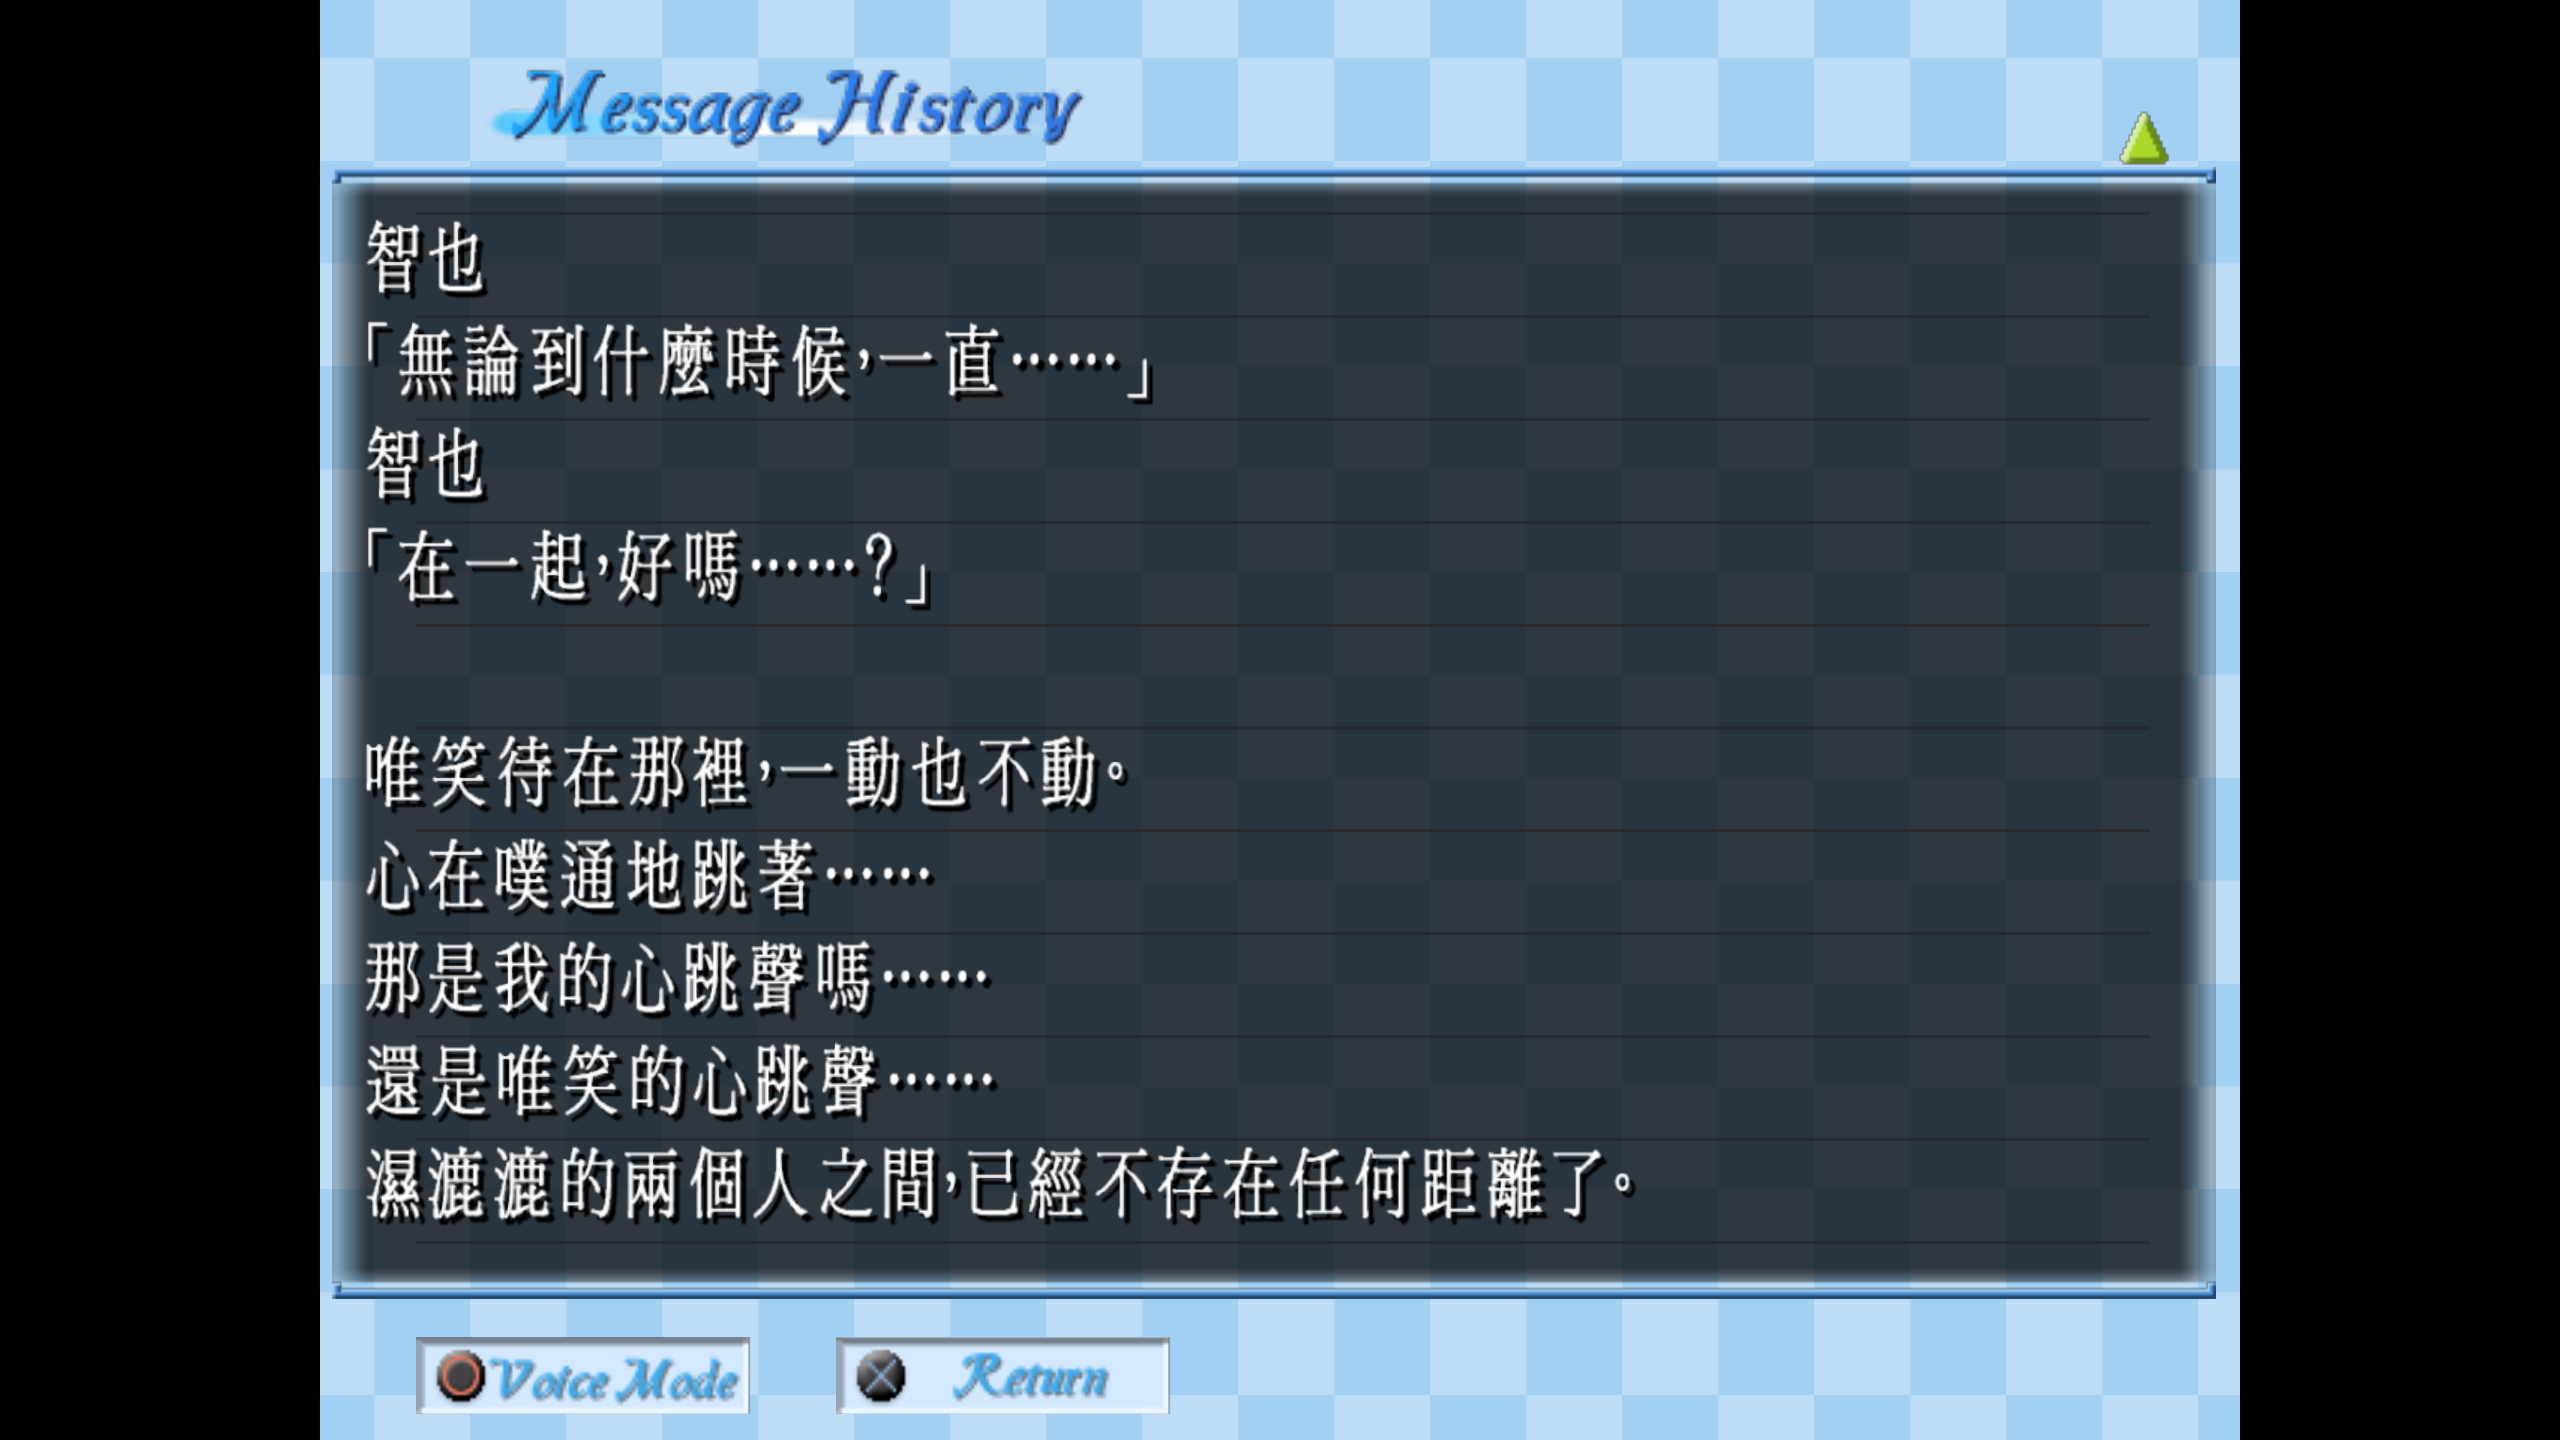 Message History
智也
「無論到什麼時候，一直……」
智也
「在一起，好嗎……？」
唯笑待在那裡，一動也不動。
心在噗通地跳著……
那是我的心跳聲嗎……
還是唯笑的心跳聲……
濕漉漉的兩個人之間，已經不存在任何距離了。
Voice Mode
Return